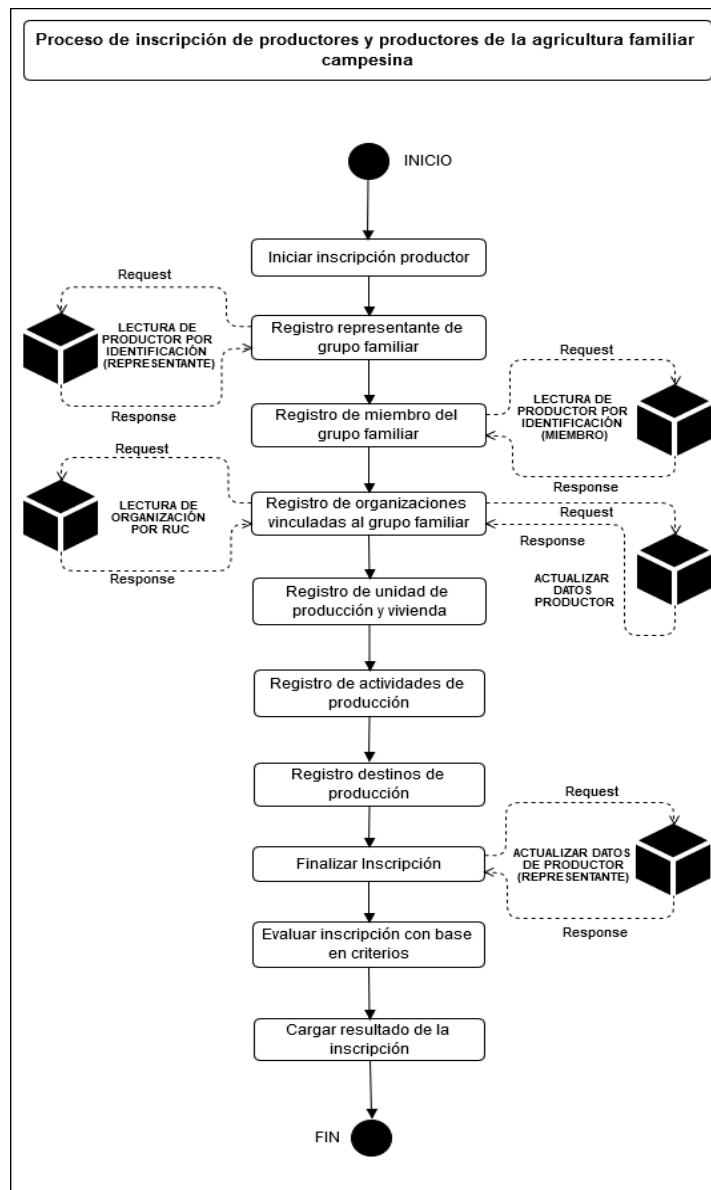 Proceso de inscripción de productores y productores de la agricultura familiar
campesina
INICIO
Iniciar inscripción productor
Request
LECTURA DE
PRODUCTOR POR
IDENTIFICACIÓN
(REPRESENTANTE)
Response
Registro representante de
grupo familiar
Request
LECTURA DE
PRODUCTOR POR
IDENTIFICACIÓN
(MIEMBRO)
Response
Registro de miembro del
grupo familiar
Request
LECTURA DE
ORGANIZACIÓN
POR RUC
Response
Registro de organizaciones
vinculadas al grupo familiar
Request
Response
ACTUALIZAR
DATOS
PRODUCTOR
Registro de unidad de
producción y vivienda
Registro de actividades de
producción
Registro destinos de
producción
Request
Finalizar Inscripción
ACTUALIZAR DATOS
DE PRODUCTOR
(REPRESENTANTE)
Response
Evaluar inscripción con base
en criterios
Cargar resultado de la
inscripción
FIN